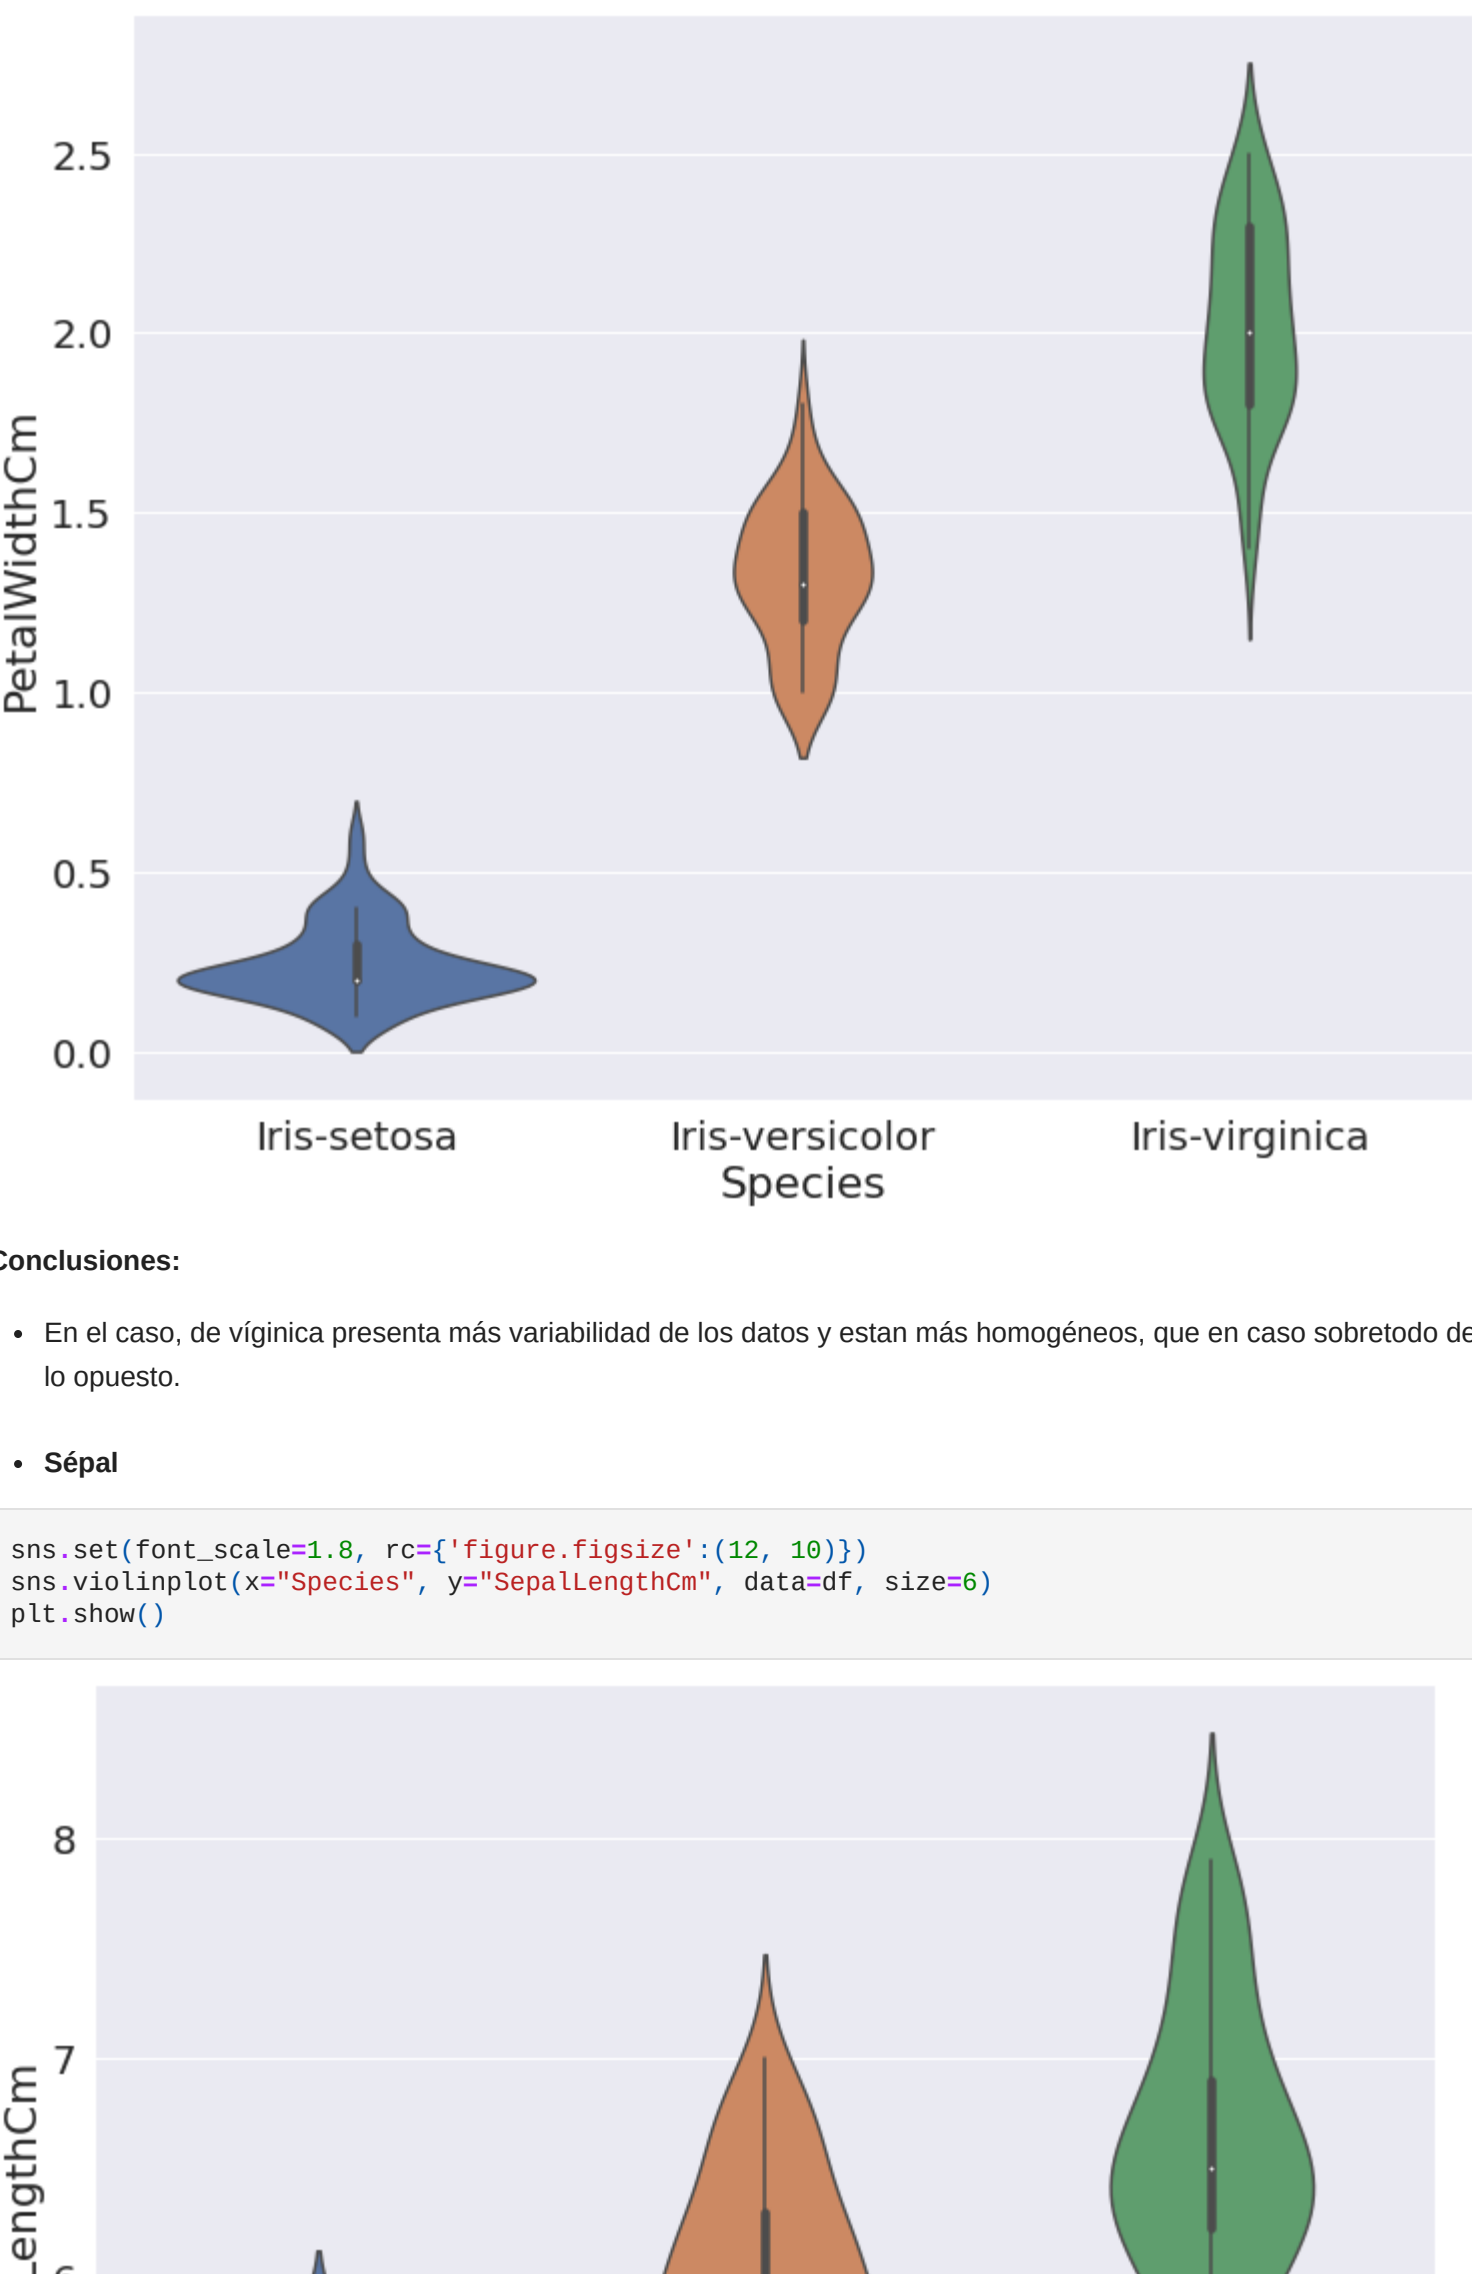 2.5
2.0
1.5
1.0
0.5
0.0
PetalWidthCm
Iris-setosa Iris-versicolor Iris-virginica
Species
Conclusiones:
• En el caso, de víginica presenta más variabilidad de los datos y estan más homogéneos, que en caso sobretodo de
lo opuesto.
• Sépal
sns.set(font_scale=1.8, rc={'figure.figsize':(12, 10)})
sns.violinplot(x="Species", y="SepalLengthCm", data=df, size=6)
plt.show()
8
7
LengthCm